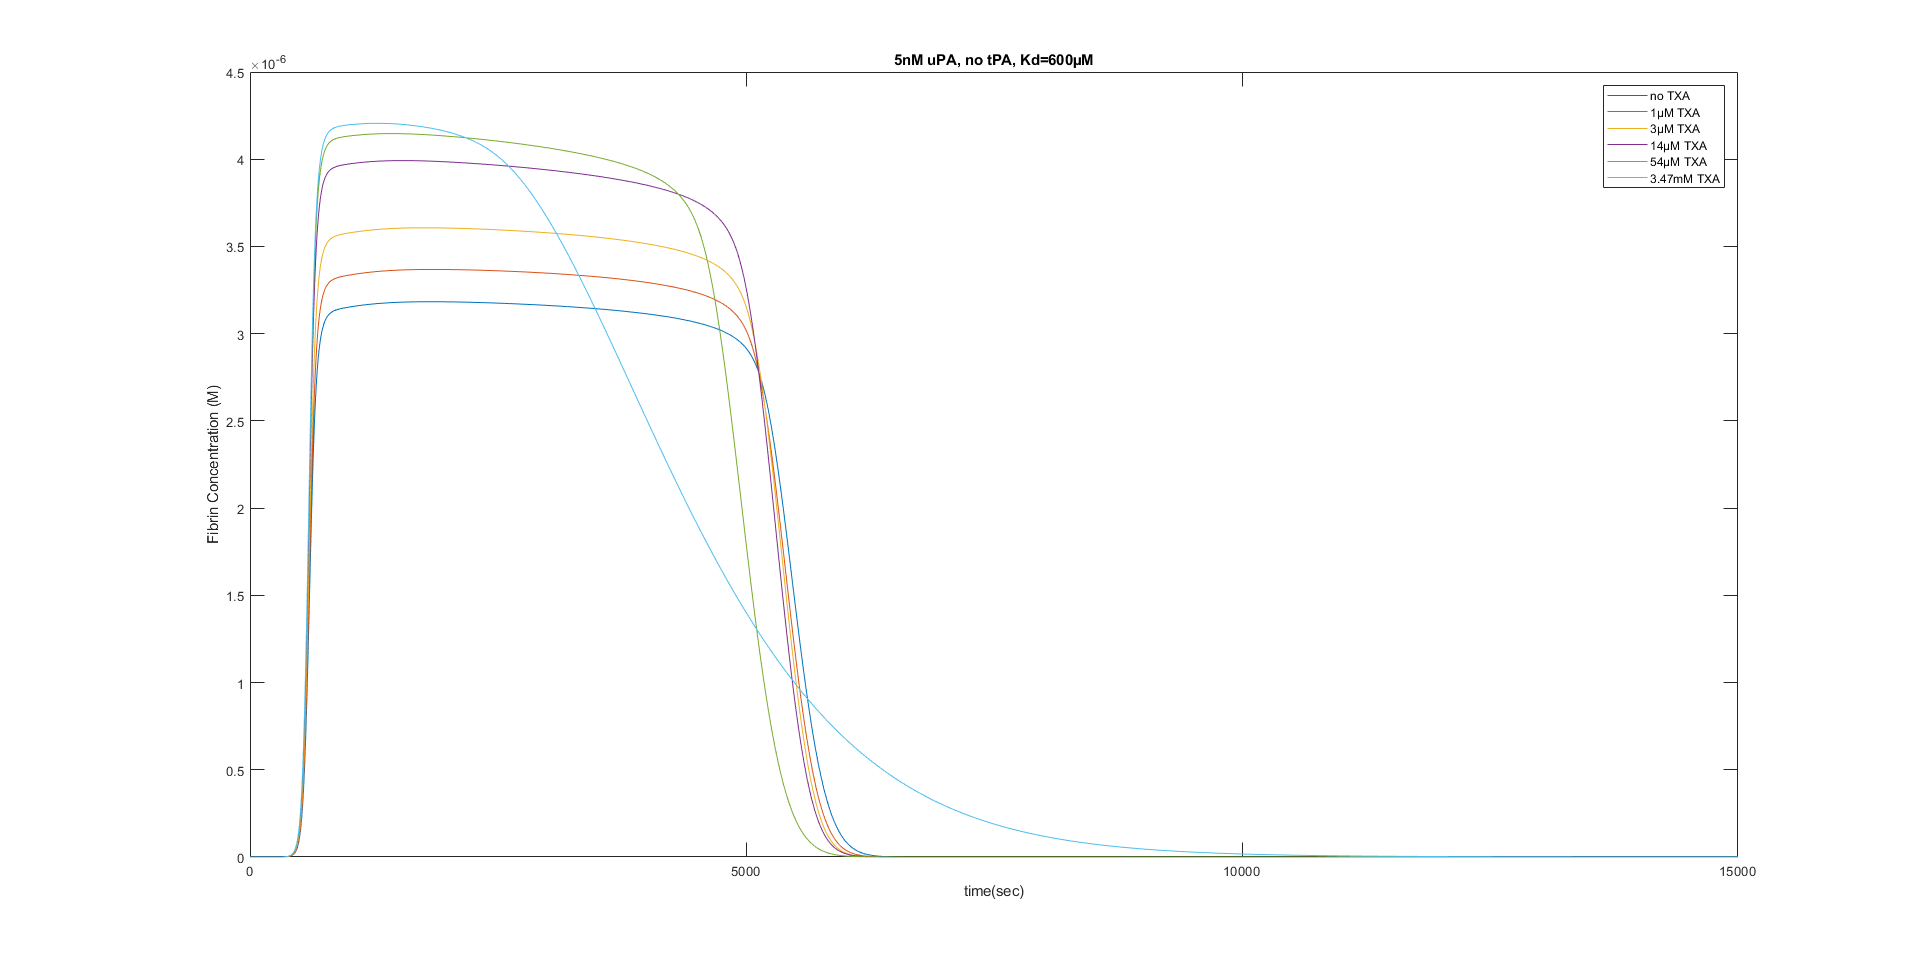 5nM uPA, no tPA, Kd=600µM
×10-6
4.5
4
3.5
3
2.5
2
1.5
1
0.5
0
Fibrin Concentration (M)
no TXA
1µM TXA
3µM TXA
14µM TXA
54µM TXA
3.47mM TXA
0
5000
10000
15000
time(sec)